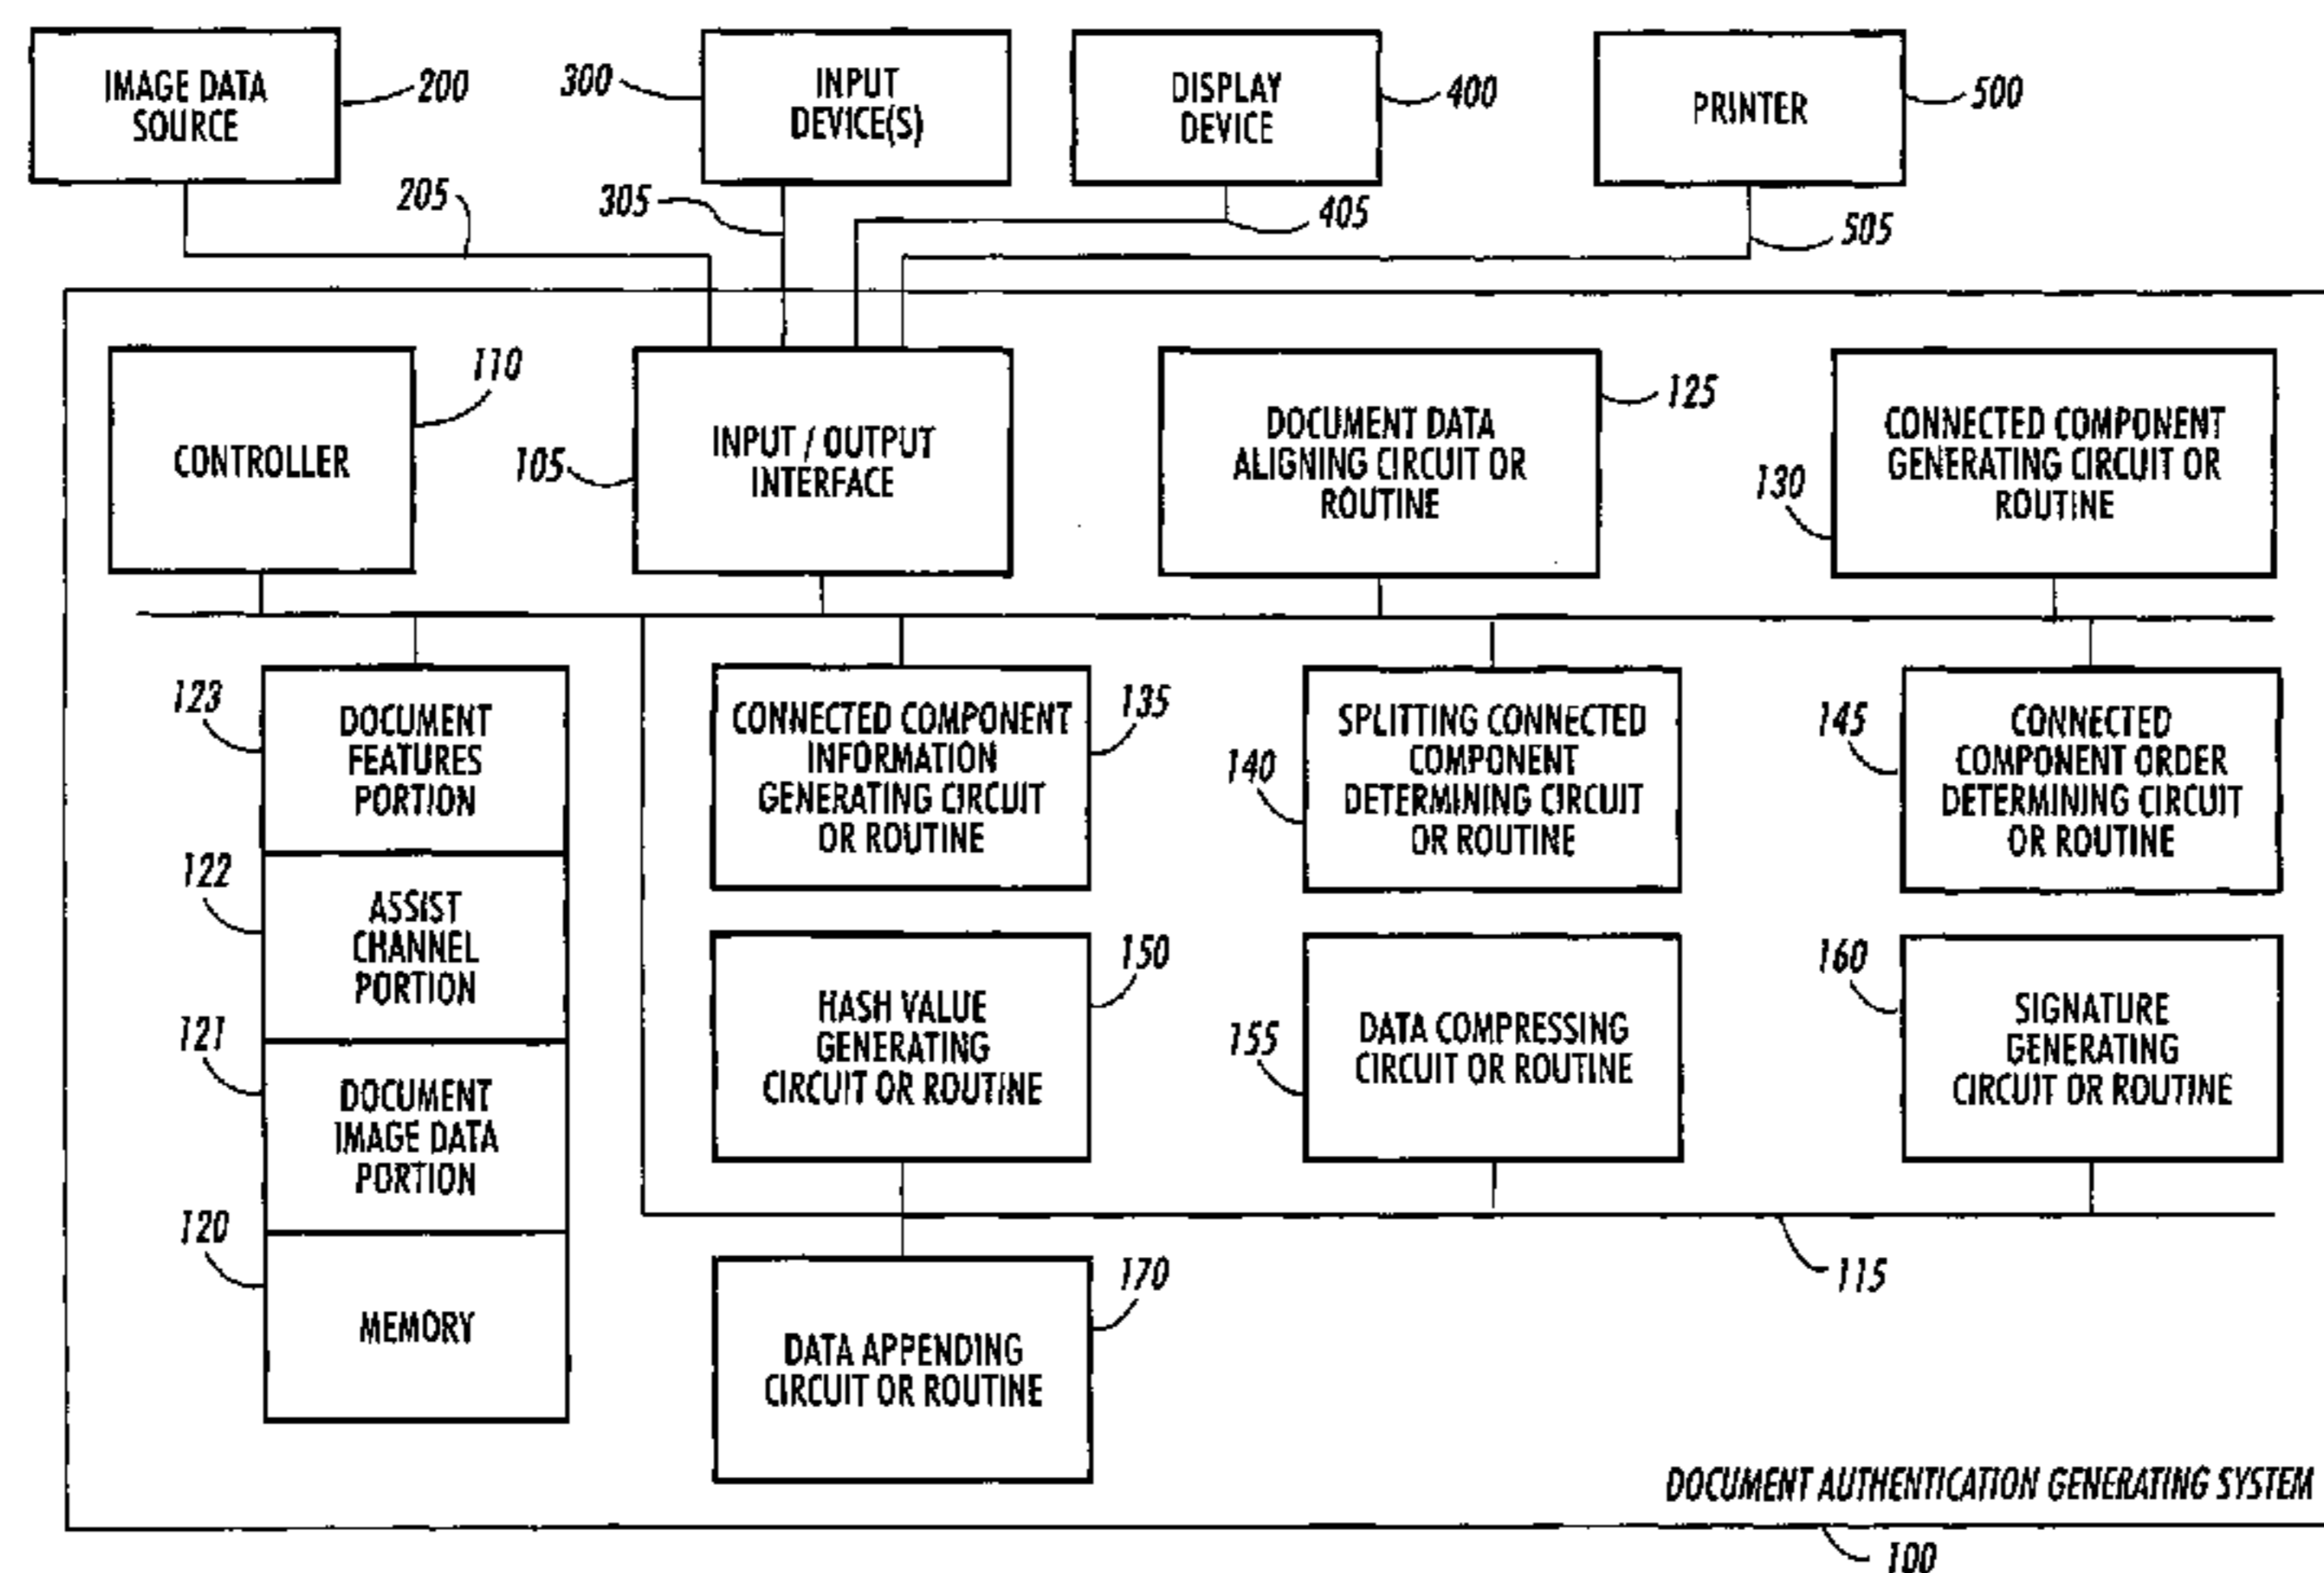 IMAGE DATA
SOURCE
200
300
INPUT
DEVICE(S)
DISPLAY
DEVICE
400
PRINTER
500
205
305
405
505
CONTROLLER
110
105
INPUT / OUTPUT
INTERFACE
DOCUMENT DATA
ALIGNING CIRCUIT OR
ROUTINE
125
130
CONNECTED COMPONENT
GENERATING CIRCUIT OR
ROUTINE
123
DOCUMENT
FEATURES
PORTION
122
ASSIST
CHANNEL
PORTION
121
DOCUMENT
IMAGE DATA
PORTION
120
MEMORY
CONNECTED COMPONENT
INFORMATION
GENERATING CIRCUIT
OR ROUTINE
135
140
SPLITTING CONNECTED
COMPONENT
DETERMINING CIRCUIT
OR ROUTINE
145
CONNECTED
COMPONENT ORDER
DETERMINING CIRCUIT
OR ROUTINE
HASH VALUE
GENERATING
CIRCUIT OR ROUTINE
150
155
DATA COMPRESSING
CIRCUIT OR ROUTINE
160
SIGNATURE
GENERATING
CIRCUIT OR ROUTINE
115
DATA APPENDING
CIRCUIT OR ROUTINE
170
DOCUMENT AUTHENTICATION GENERATING SYSTEM
100